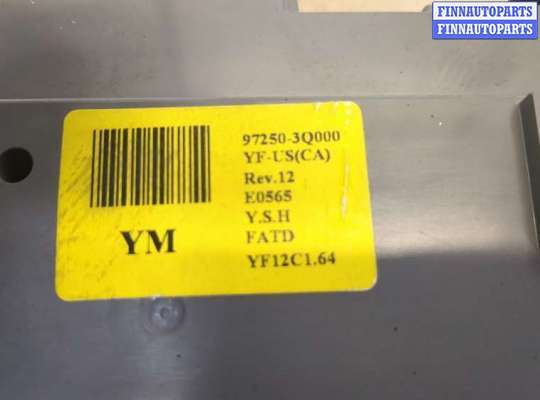 FINNAUTOPARTS
FINNAUTOPARTS
97250-3Q000
YF-US(CA)
Rev.12
E0565
Y.S.H
YM
FATD
YF12C1.64